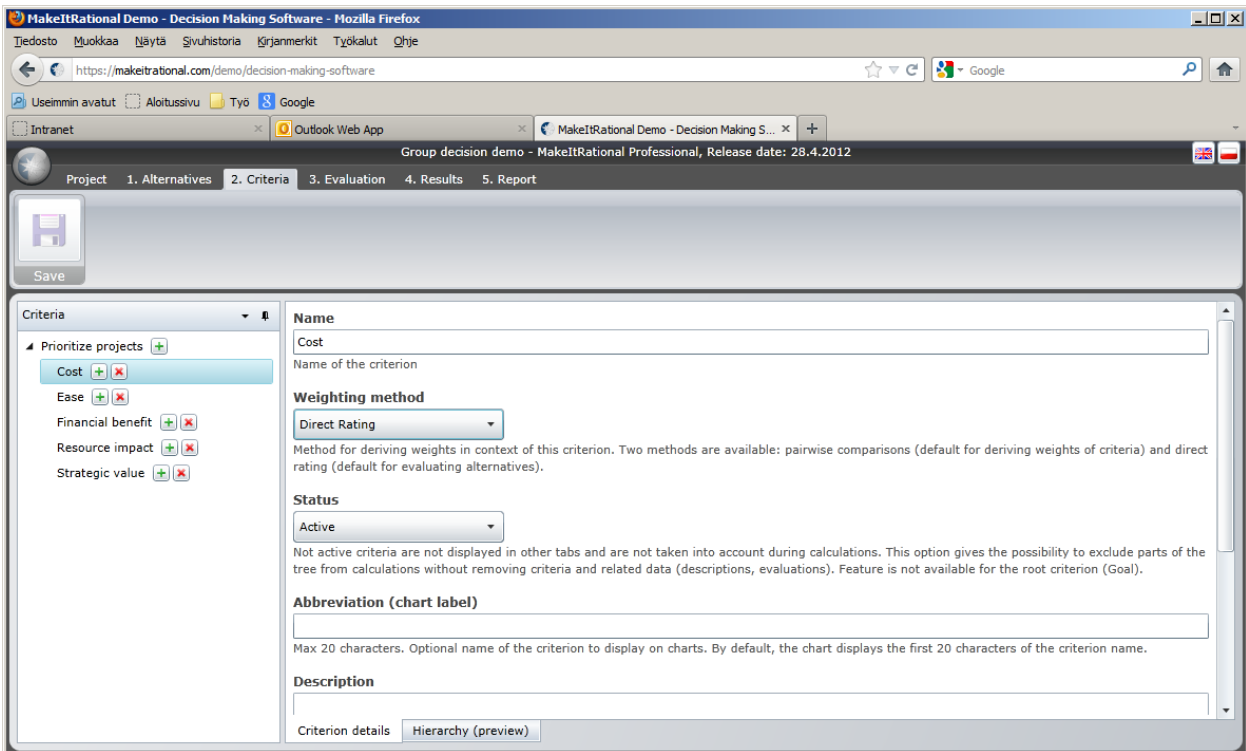 MakeItRational Demo - Decision Making Software - Mozilla Firefox
Tiedosto Muokkaa Näytä Sivuhistoria Kirjanmerkit Työkalut Ohje
https://makeitrational.com/demo/decision-making-software
Google
Useimmin avatut Aloitussivu Työ Google
Intranet Outlook Web App MakeItRational Demo - Decision Making S...
Group decision demo - MakeItRational Professional, Release date: 28.4.2012
Project 1. Alternatives 2. Criteria 3. Evaluation 4. Results 5. Report
Save
Criteria
Prioritize projects
Cost
Ease
Financial benefit
Resource impact
Strategic value
Name
Cost
Name of the criterion
Weighting method
Direct Rating
Method for deriving weights in context of this criterion. Two methods are available: pairwise comparisons (default for deriving weights of criteria) and direct
rating (default for evaluating alternatives).
Status
Active
Not active criteria are not displayed in other tabs and are not taken into account during calculations. This option gives the possibility to exclude parts of the
tree from calculations without removing criteria and related data (descriptions, evaluations). Feature is not available for the root criterion (Goal).
Abbreviation (chart label)
Max 20 characters. Optional name of the criterion to display on charts. By default, the chart displays the first 20 characters of the criterion name.
Description
Criterion details Hierarchy (preview)